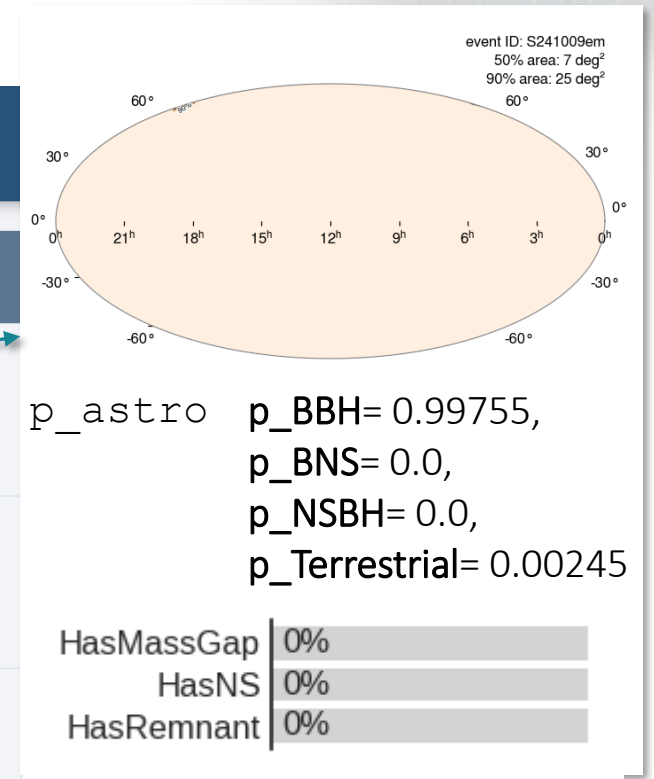 event ID: S241009em
50% area: 7 deg²
90% area: 25 deg²
60° 60°
90%
30° 30°
0° 0°
0ʰ 21ʰ 18ʰ 15ʰ 12ʰ 9ʰ 6ʰ 3ʰ 0ʰ
-30° -30°
-60° -60°
p_astro p_BBH= 0.99755,
p_BNS= 0.0,
p_NSBH= 0.0,
p_Terrestrial= 0.00245
HasMassGap 0%
HasNS 0%
HasRemnant 0%